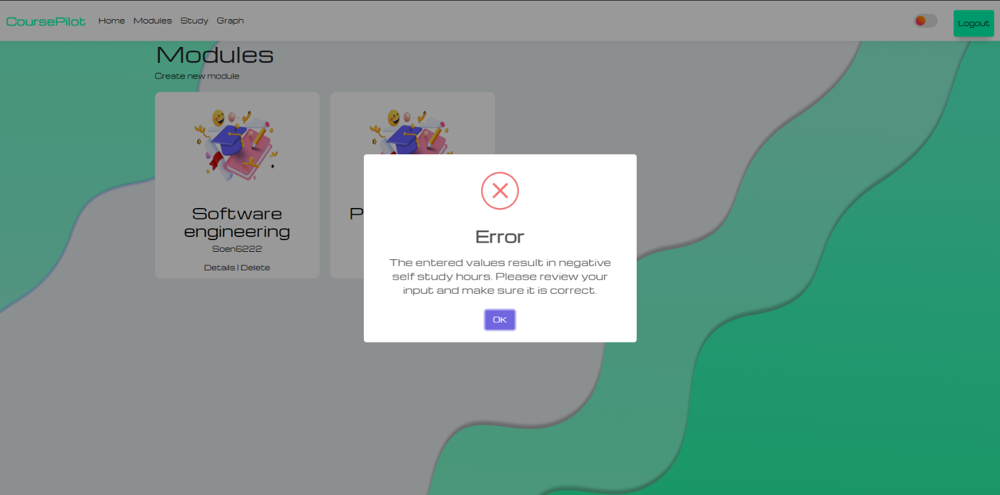 CoursePilot Home Modules Study Graph Logout
Modules
Create new module
Software
engineering
Soen6222
Details | Delete
Error
The entered values result in negative
self study hours. Please review your
input and make sure it is correct.
OK